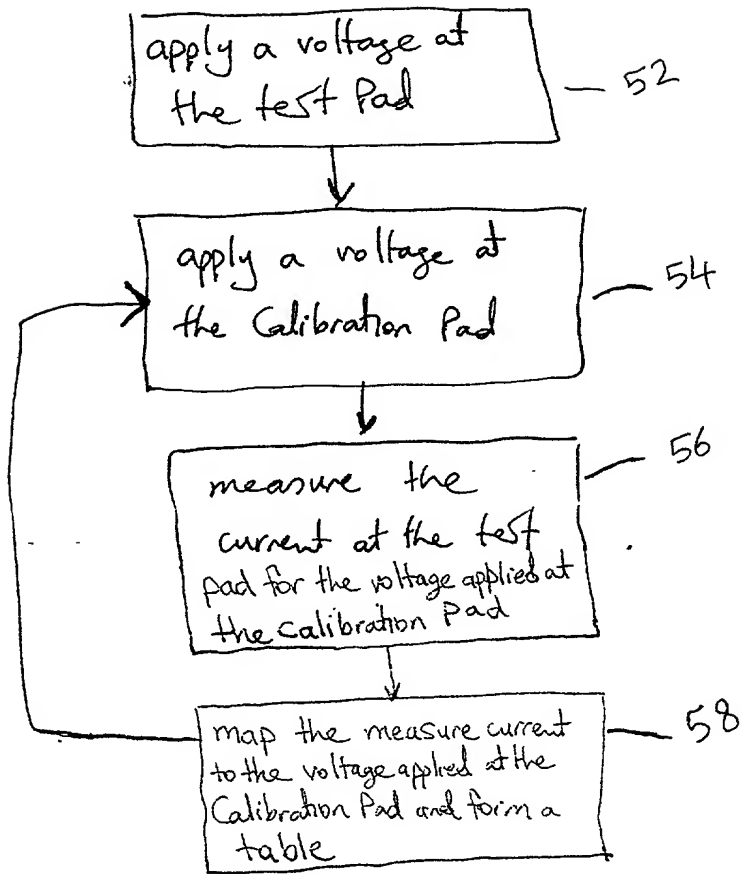 apply a voltage at
the test Pad
52
apply a voltage at
the Calibration Pad
54
measure the
current at the test
pad for the voltage applied at
the Calibration Pad
56
map the measure current
to the voltage applied at the
Calibration Pad and form a
table
58